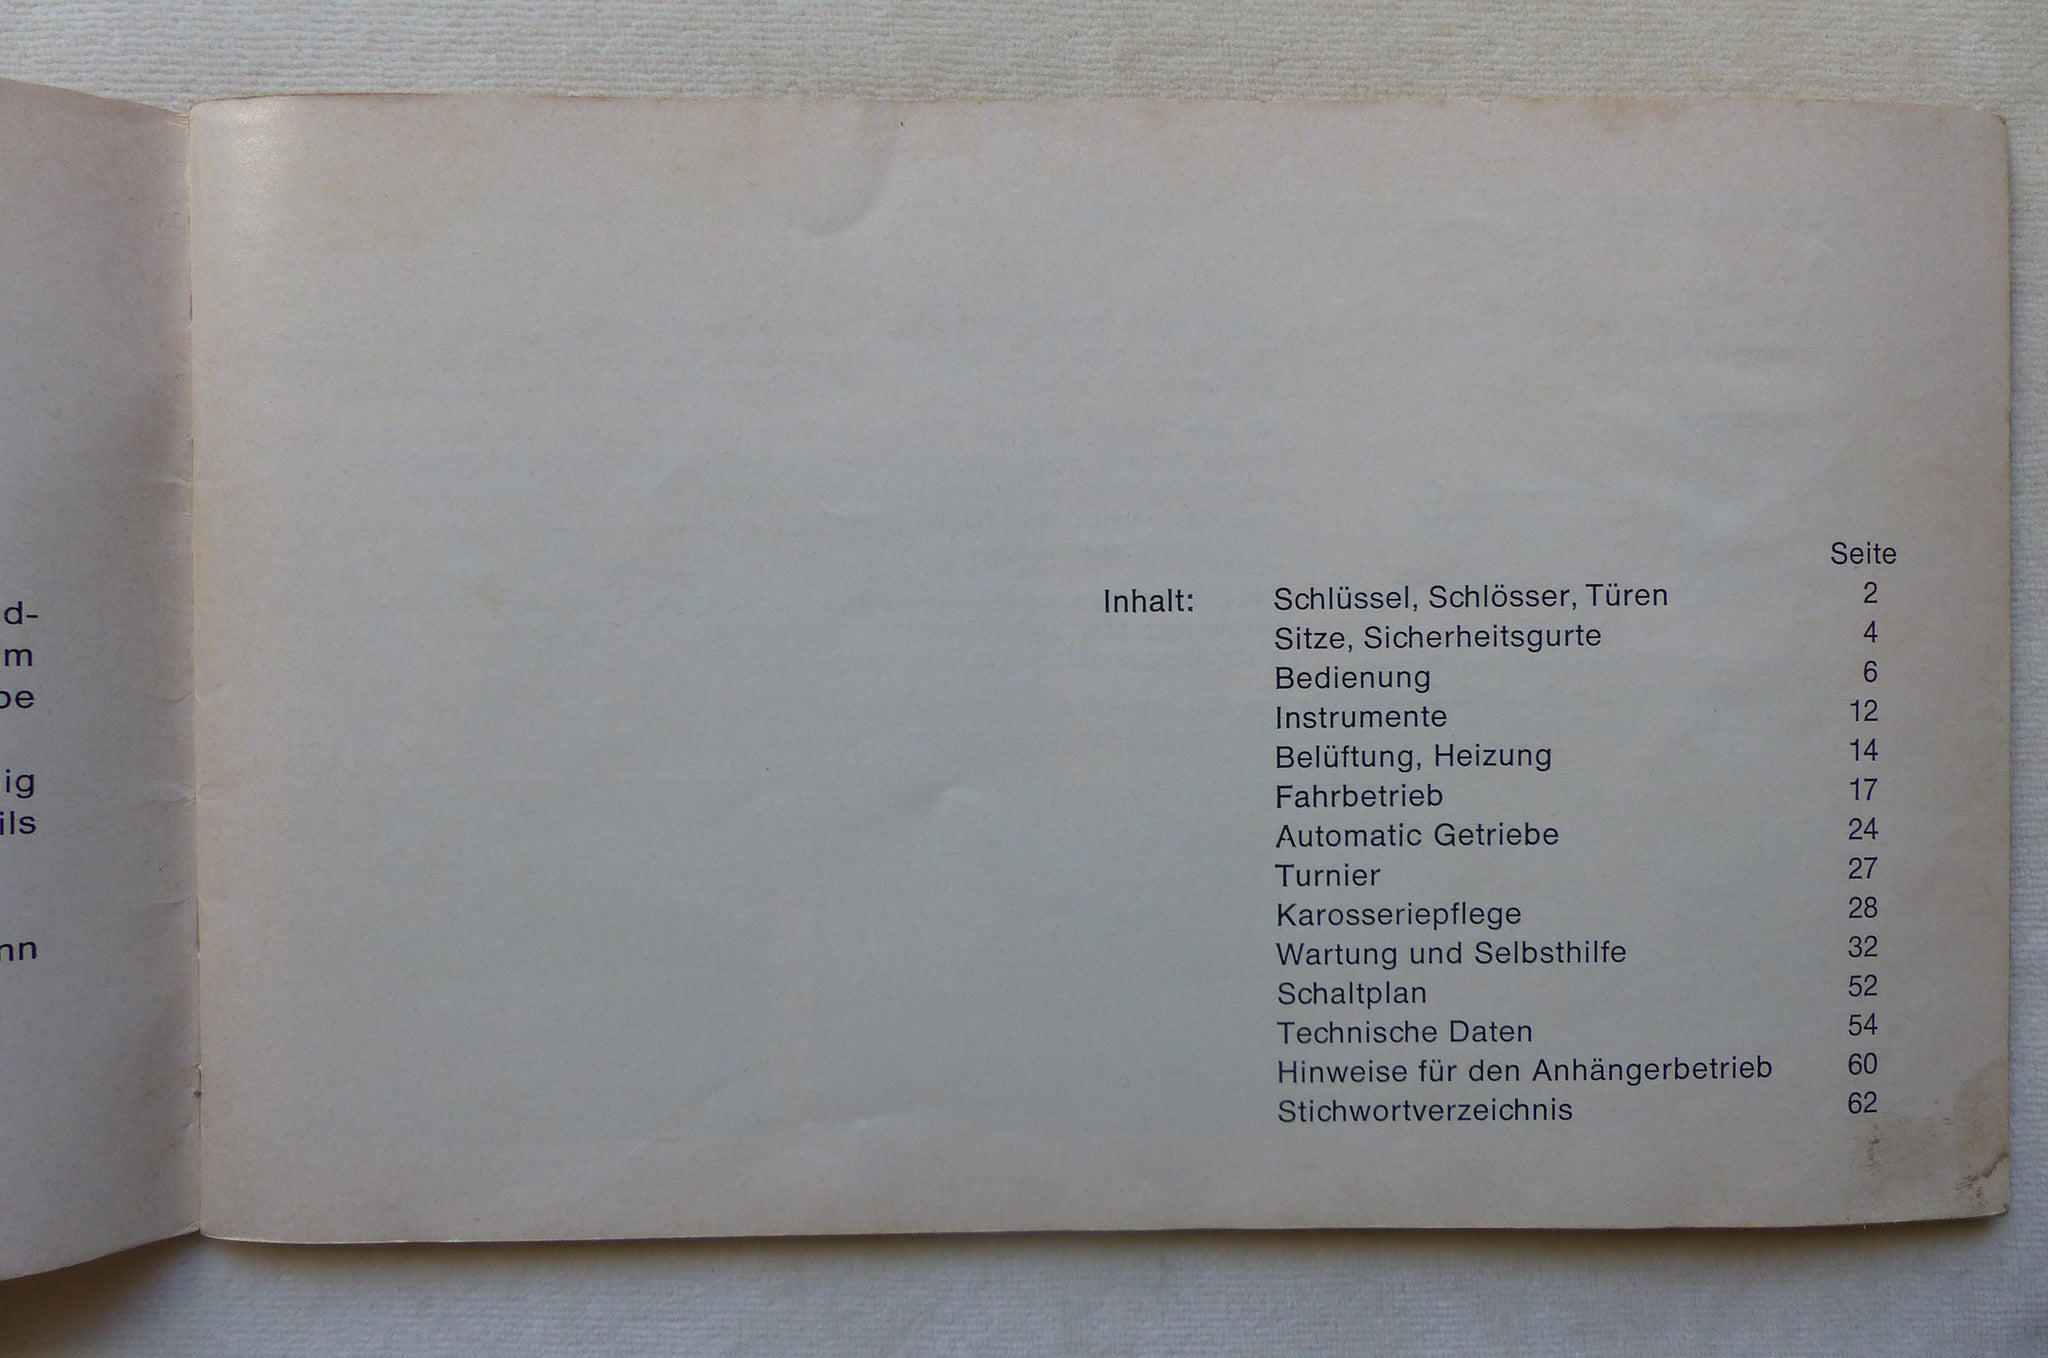 d-
m
be
ig
ils
nn
Seite
Inhalt: Schlüssel, Schlösser, Türen 2
Sitze, Sicherheitsgurte 4
Bedienung 6
Instrumente 12
Belüftung, Heizung 14
Fahrbetrieb 17
Automatic Getriebe 24
Turnier 27
Karosseriepflege 28
Wartung und Selbsthilfe 32
Schaltplan 52
Technische Daten 54
Hinweise für den Anhängerbetrieb 60
Stichwortverzeichnis 62